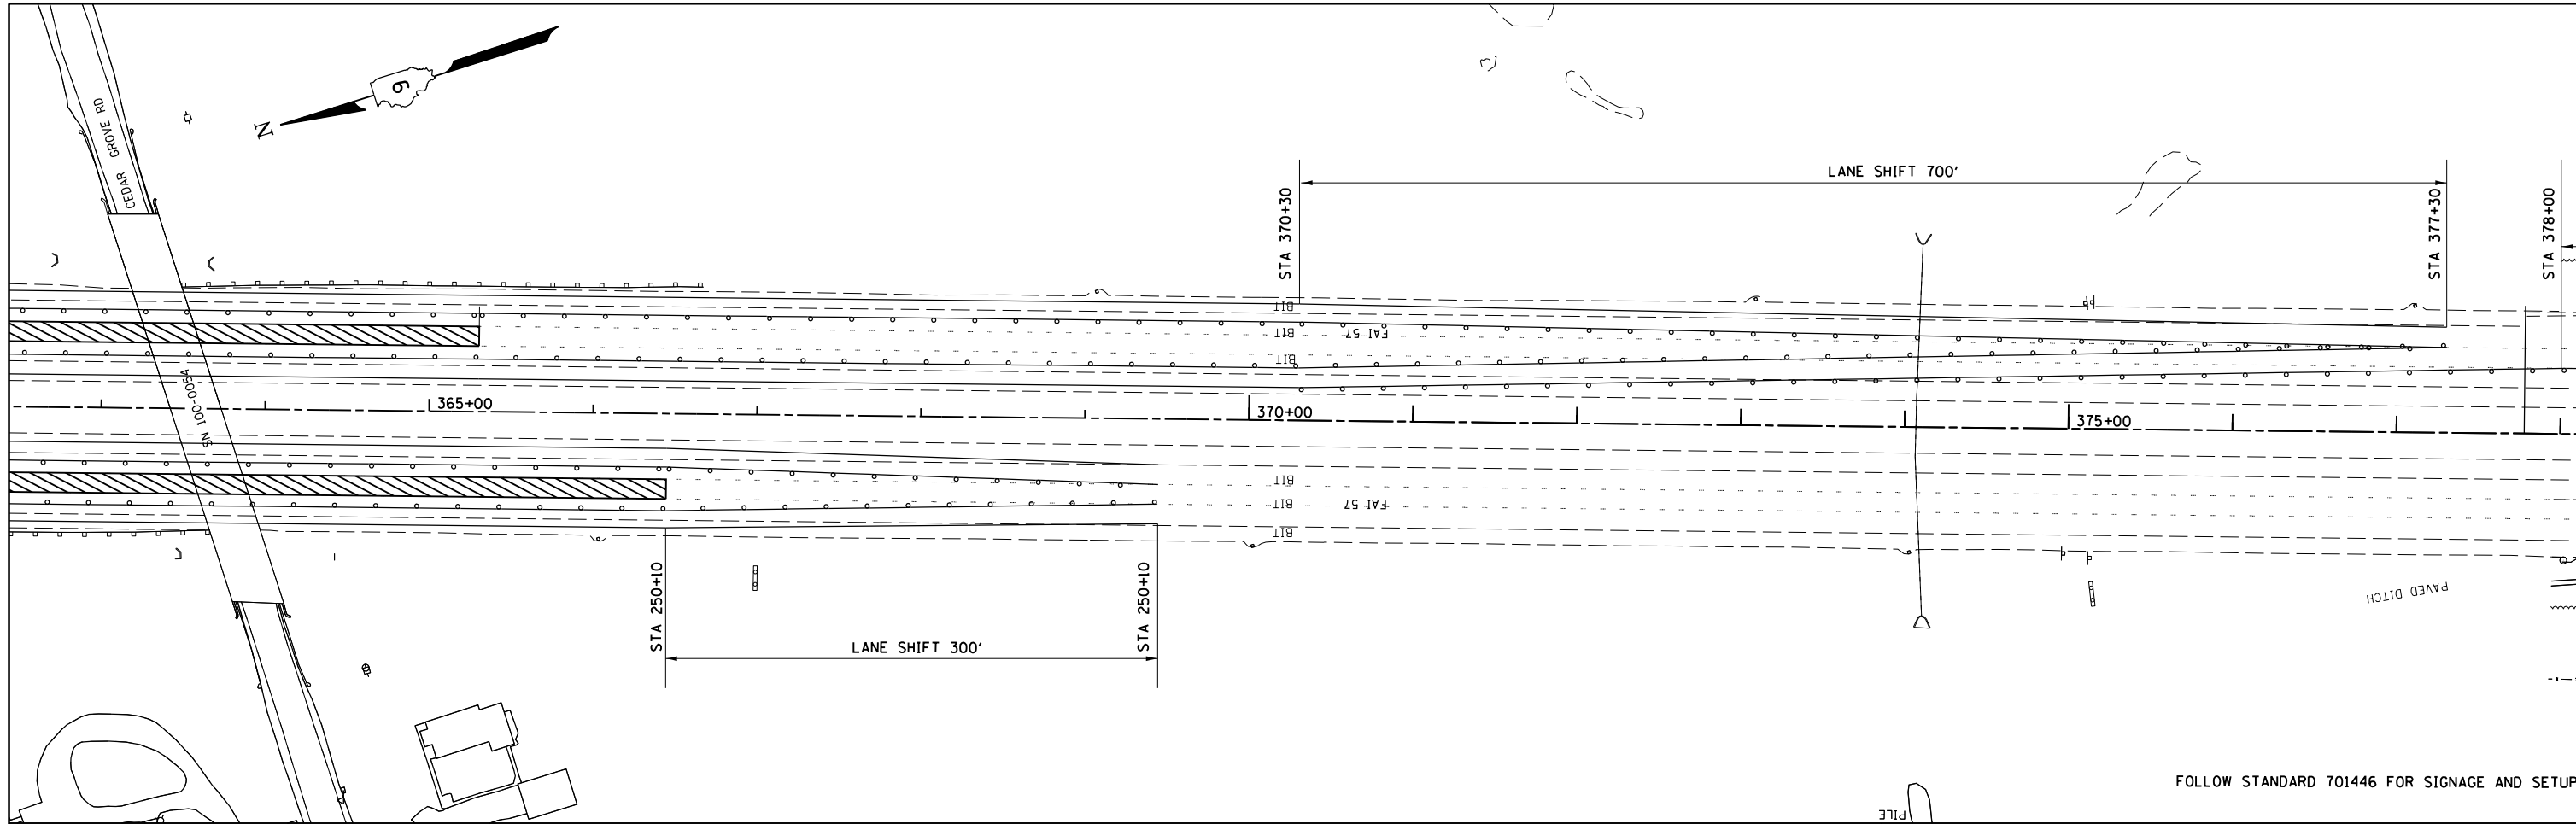 CEDAR GROVE RD
6
N
LANE SHIFT 700'
STA 370+30
STA 377+30
STA 378+00
BIT
BIT
FAI 57
BIT
SN 100-0054
365+00
370+00
375+00
BIT
BIT
FAI 57
BIT
STA 250+10
STA 250+10
LANE SHIFT 300'
PAVED DITCH
FOLLOW STANDARD 701446 FOR SIGNAGE AND SETUP
PILE